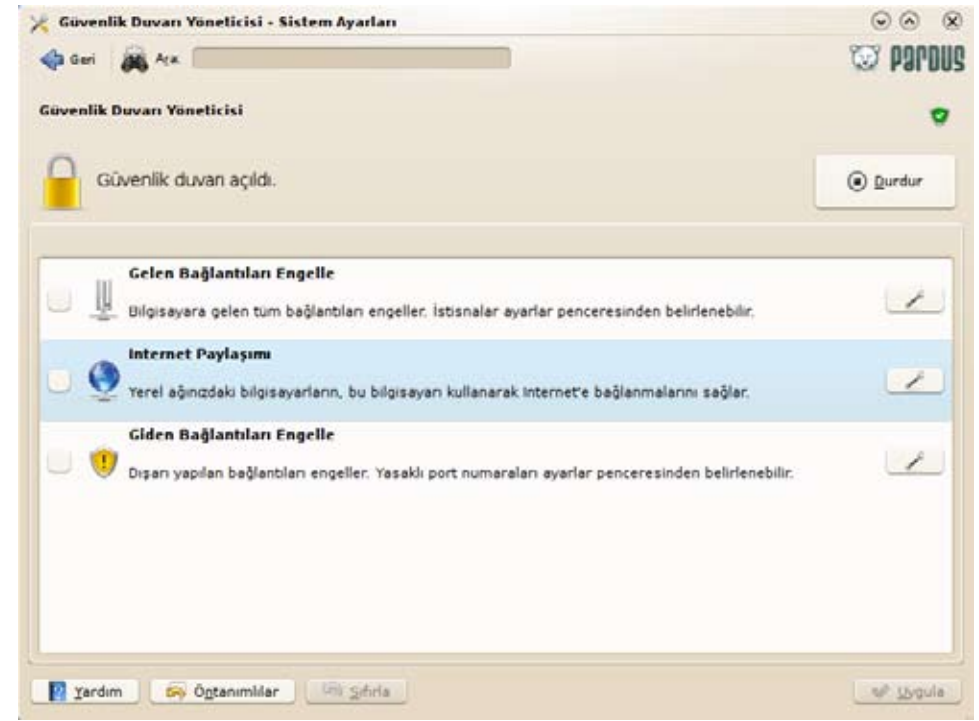 Güvenlik Duvarı Yöneticisi - Sistem Ayarları
Geri Ara:
PARDUS
Güvenlik Duvarı Yöneticisi
Güvenlik duvarı açıldı.
Durdur
Gelen Bağlantıları Engelle
Bilgisayara gelen tüm bağlantıları engeller. İstisnalar ayarlar penceresinden belirlenebilir.
Internet Paylaşımı
Yerel ağınızdaki bilgisayarların, bu bilgisayarı kullanarak Internet'e bağlanmalarını sağlar.
Giden Bağlantıları Engelle
Dışarı yapılan bağlantıları engeller. Yasaklı port numaraları ayarlar penceresinden belirlenebilir.
Yardım Öntanımlılar Sıfırla Uygula